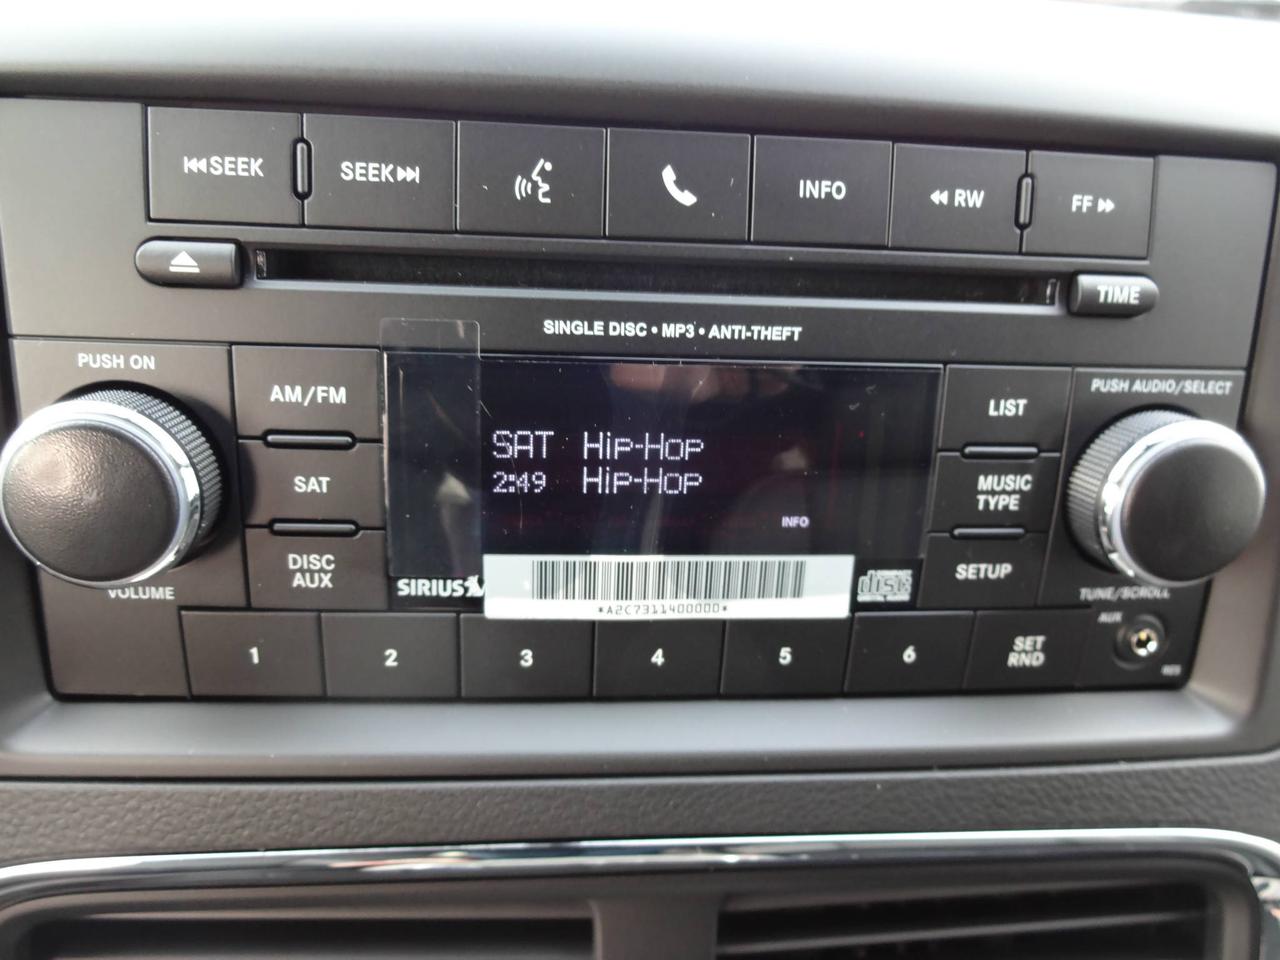 SEEK
SEEK
INFO
RW
FF
TIME
SINGLE DISC • MP3 • ANTI-THEFT
PUSH ON
AM/FM
SAT
DISC
AUX
VOLUME
SAT Hip-Hop
2:49 Hip-Hop
INFO
SIRIUS
*A2C7311400000*
disc
LIST
MUSIC
TYPE
SETUP
PUSH AUDIO/SELECT
TUNE/SCROLL
AUX
1
2
3
4
5
6
SET
RND